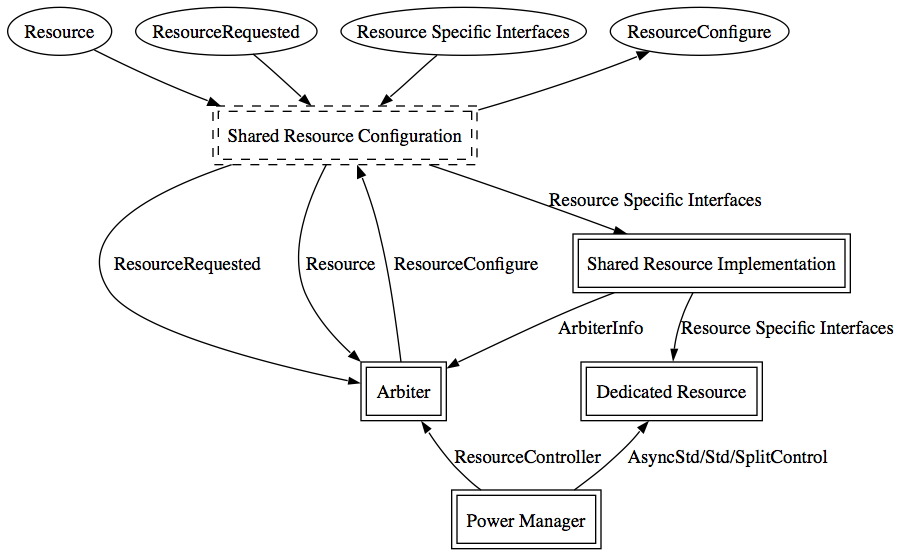 Resource
ResourceRequested
Resource Specific Interfaces
ResourceConfigure
Shared Resource Configuration
Resource Specific Interfaces
ResourceRequested
Resource
ResourceConfigure
Shared Resource Implementation
ArbiterInfo
Resource Specific Interfaces
Arbiter
Dedicated Resource
ResourceController
AsyncStd/Std/SplitControl
Power Manager